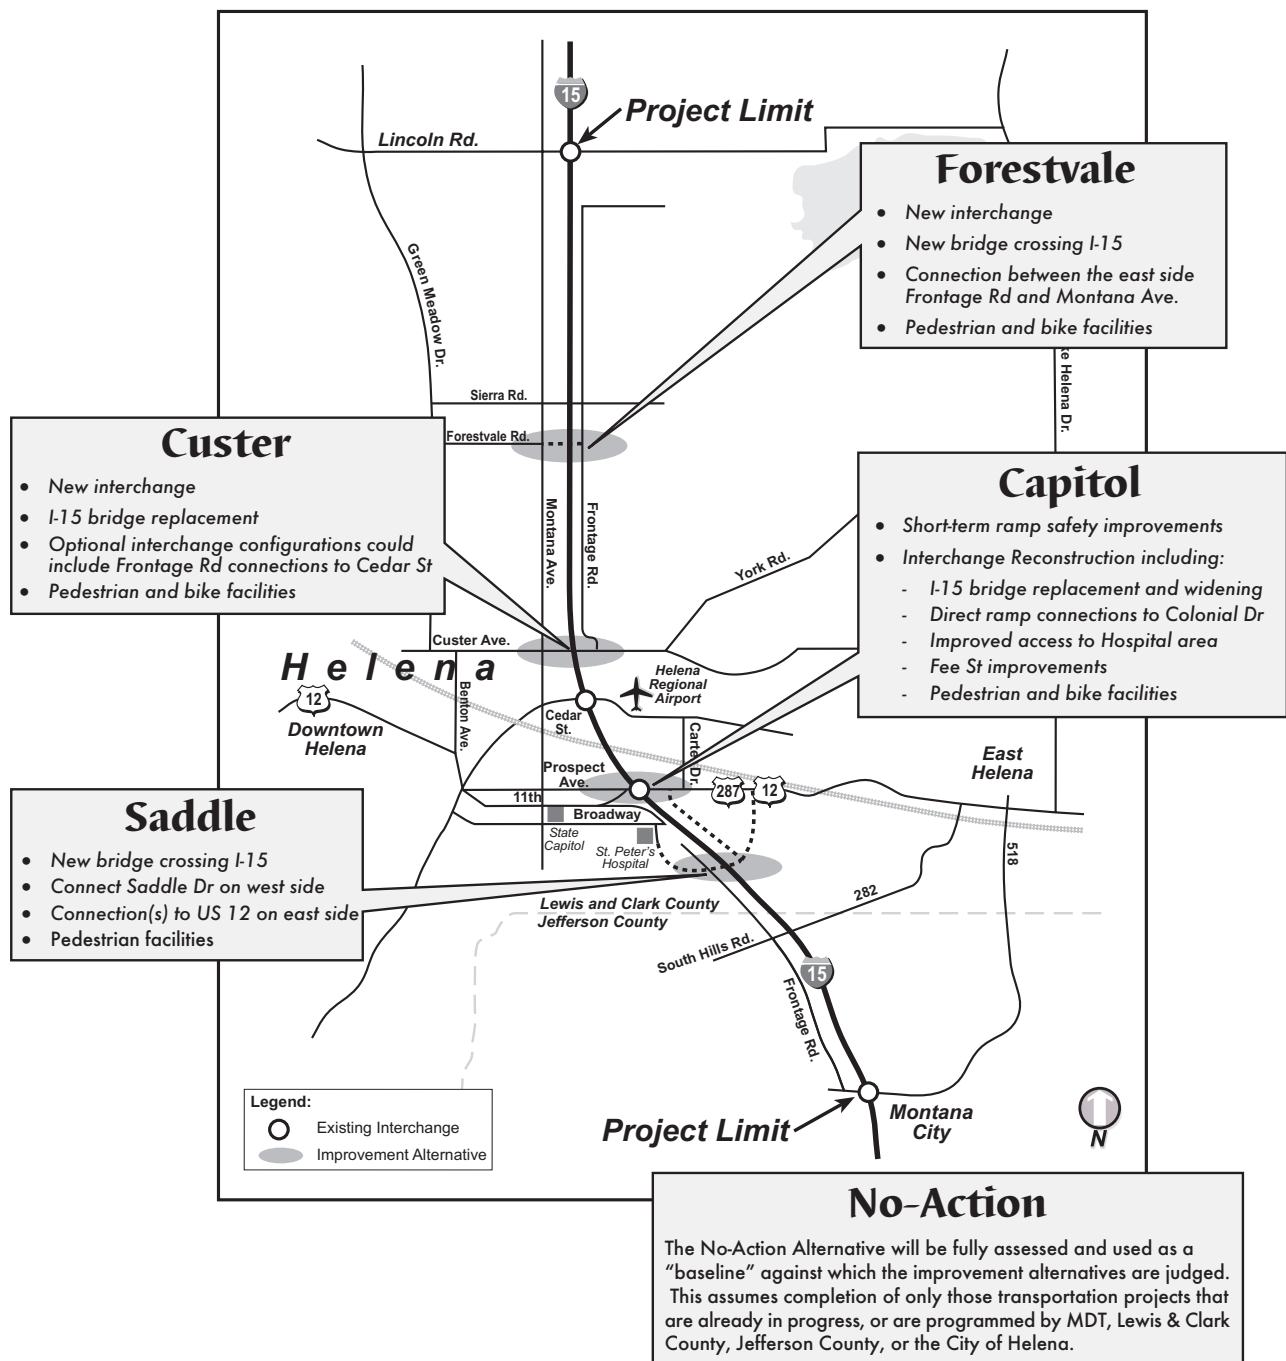 15
Project Limit
Lincoln Rd.
Forestvale
• New interchange
• New bridge crossing I-15
• Connection between the east side
Frontage Rd and Montana Ave.
• Pedestrian and bike facilities
Green Meadow Dr.
ke Helena Dr.
Sierra Rd.
Forestvale Rd.
Custer
• New interchange
• I-15 bridge replacement
• Optional interchange configurations could
include Frontage Rd connections to Cedar St
• Pedestrian and bike facilities
Capitol
• Short-term ramp safety improvements
• Interchange Reconstruction including:
- I-15 bridge replacement and widening
- Direct ramp connections to Colonial Dr
- Improved access to Hospital area
- Fee St improvements
- Pedestrian and bike facilities
Montana Ave.
Frontage Rd.
York Rd.
Custer Ave.
Helena
12
Downtown
Helena
Benton Ave.
Helena
Regional
Airport
Cedar
St.
Carter Dr.
East
Helena
Prospect
Ave.
287
12
11th
Broadway
State
Capitol
St. Peter's
Hospital
518
282
Saddle
• New bridge crossing I-15
• Connect Saddle Dr on west side
• Connection(s) to US 12 on east side
• Pedestrian facilities
Lewis and Clark County
Jefferson County
South Hills Rd.
15
Frontage Rd.
Legend:
Existing Interchange
Improvement Alternative
Project Limit
Montana
City
N
No-Action
The No-Action Alternative will be fully assessed and used as a
“baseline” against which the improvement alternatives are judged.
This assumes completion of only those transportation projects that
are already in progress, or are programmed by MDT, Lewis & Clark
County, Jefferson County, or the City of Helena.